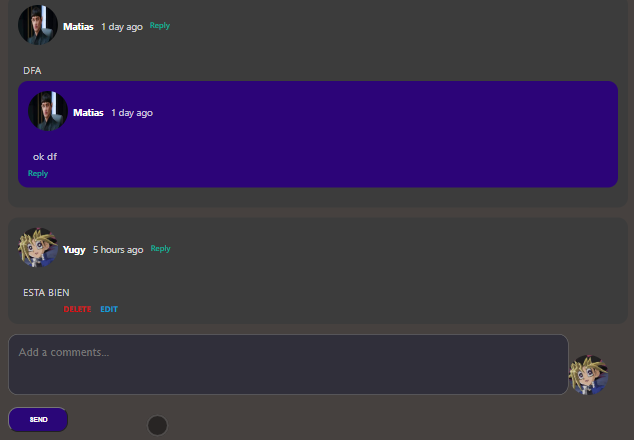 Matias 1 day ago Reply
DFA
Matias 1 day ago
ok df
Reply
Yugy 5 hours ago Reply
ESTA BIEN
DELETE EDIT
Add a comments...
SEND